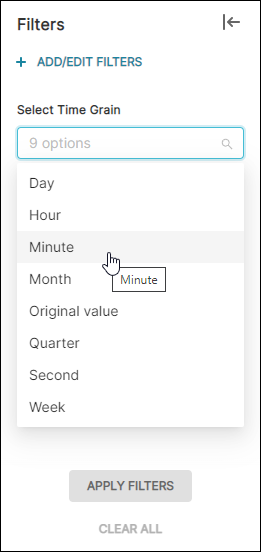 Filters
+ ADD/EDIT FILTERS
Select Time Grain
9 options
Day
Hour
Minute
Month
Minute
Original value
Quarter
Second
Week
APPLY FILTERS
CLEAR ALL